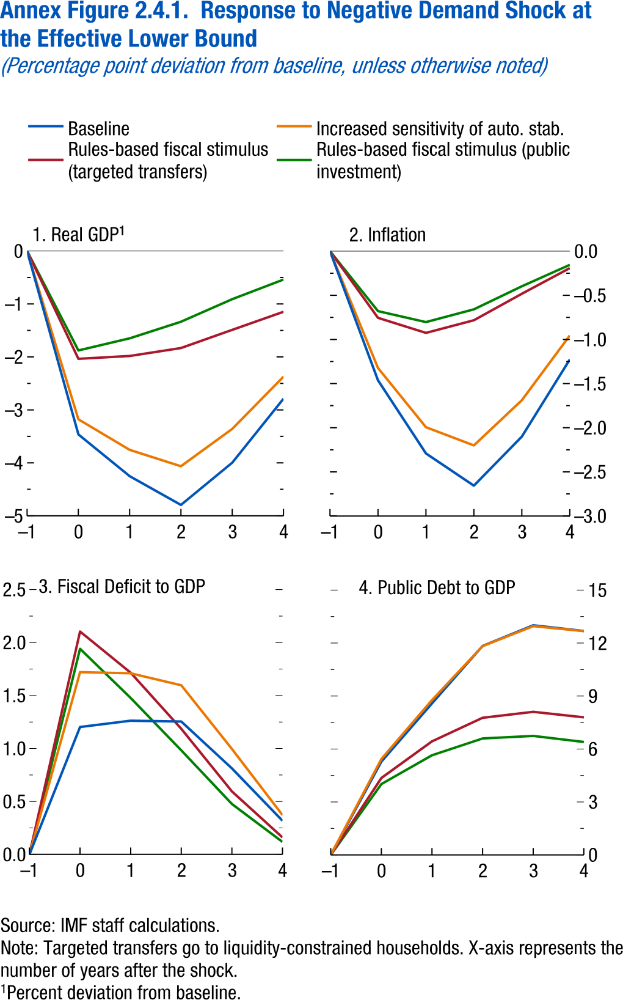 Annex Figure 2.4.1.  Response to Negative Demand Shock at
the Effective Lower Bound
(Percentage point deviation from baseline, unless otherwise noted)
Baseline
Increased sensitivity of auto. stab.
Rules-based fiscal stimulus
(targeted transfers)
Rules-based fiscal stimulus (public
investment)
1. Real GDP¹
0
–1
–2
–3
–4
–5
–1 0 1 2 3 4
2. Inflation
0.0
–0.5
–1.0
–1.5
–2.0
–2.5
–3.0
–1 0 1 2 3 4
3. Fiscal Deficit to GDP
2.5
2.0
1.5
1.0
0.5
0.0
–1 0 1 2 3 4
4. Public Debt to GDP
15
12
9
6
3
0
–1 0 1 2 3 4
Source: IMF staff calculations.
Note: Targeted transfers go to liquidity-constrained households. X-axis represents the
number of years after the shock.
¹Percent deviation from baseline.